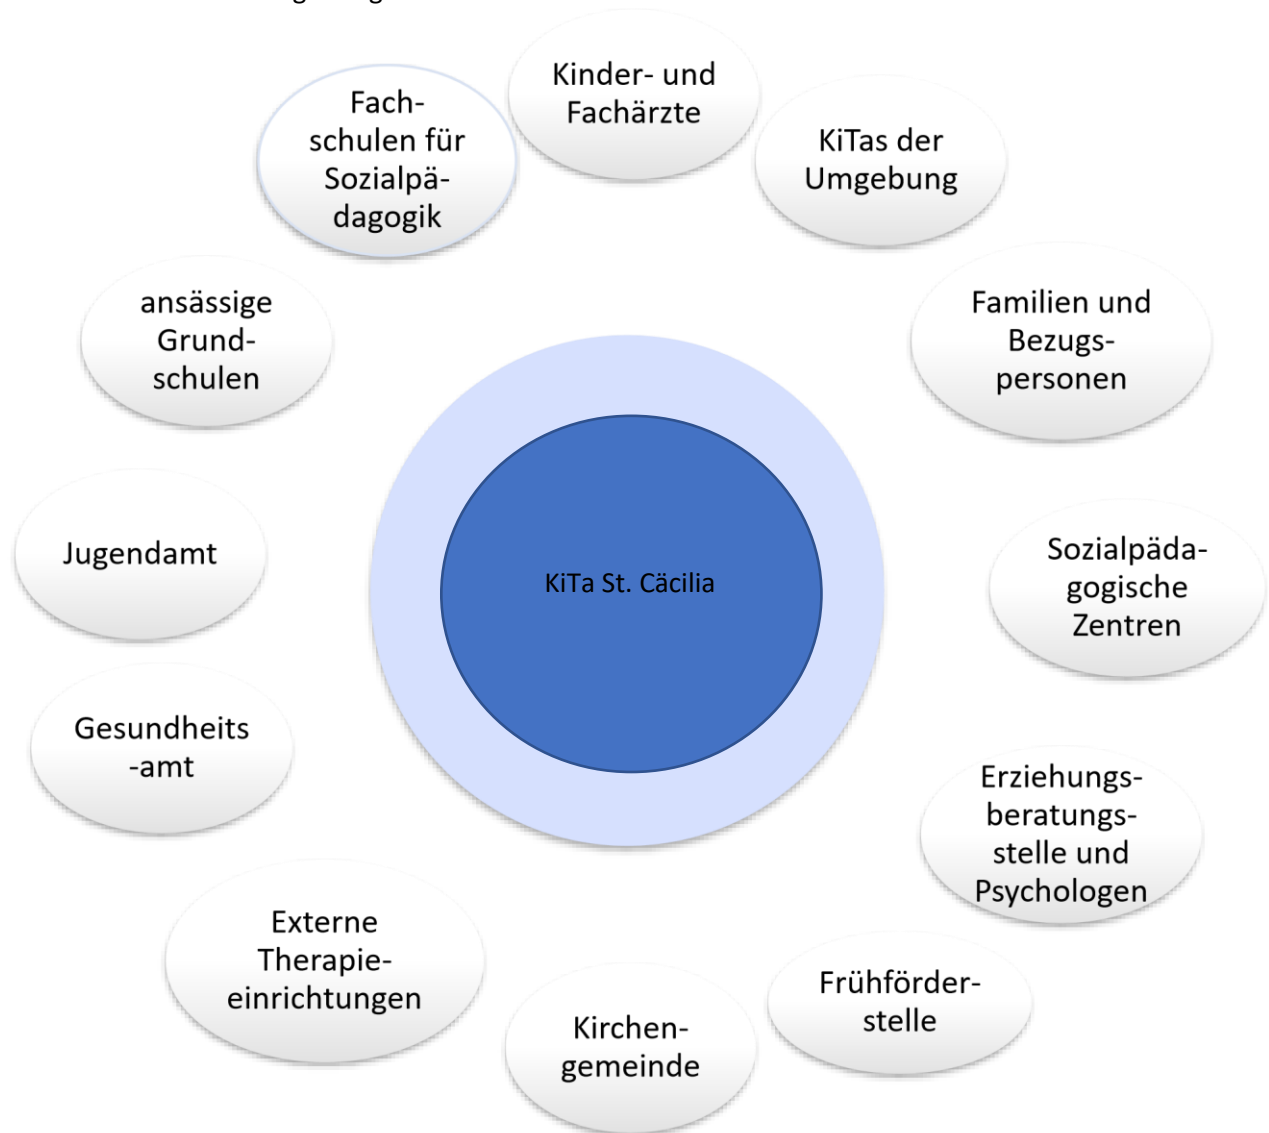 Kinder- und
Fachärzte
Fach-
schulen für
Sozialpä-
dagogik
KiTas der
Umgebung
ansässige
Grund-
schulen
Familien und
Bezugs-
personen
Jugendamt
KiTa St. Cäcilia
Sozialpäda-
gogische
Zentren
Gesundheits
-amt
Erziehungs-
beratungs-
stelle und
Psychologen
Externe
Therapie-
einrichtungen
Frühförder-
stelle
Kirchen-
gemeinde